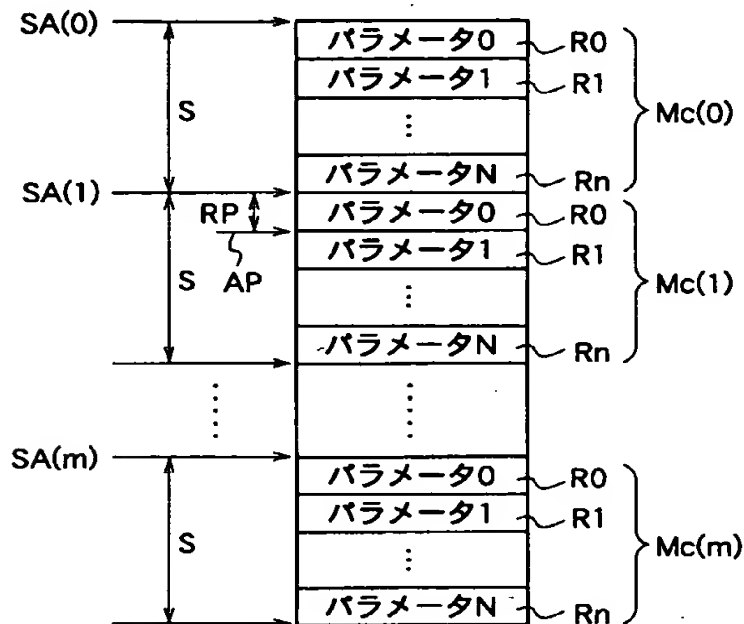 SA(0)
パラメータ0 R0
パラメータ1 R1
S
⋮
Mc(0)
パラメータN Rn
SA(1)
パラメータ0 R0
RP
パラメータ1 R1
AP
S
⋮
Mc(1)
パラメータN Rn
SA(m)
パラメータ0 R0
パラメータ1 R1
S
⋮
Mc(m)
パラメータN Rn